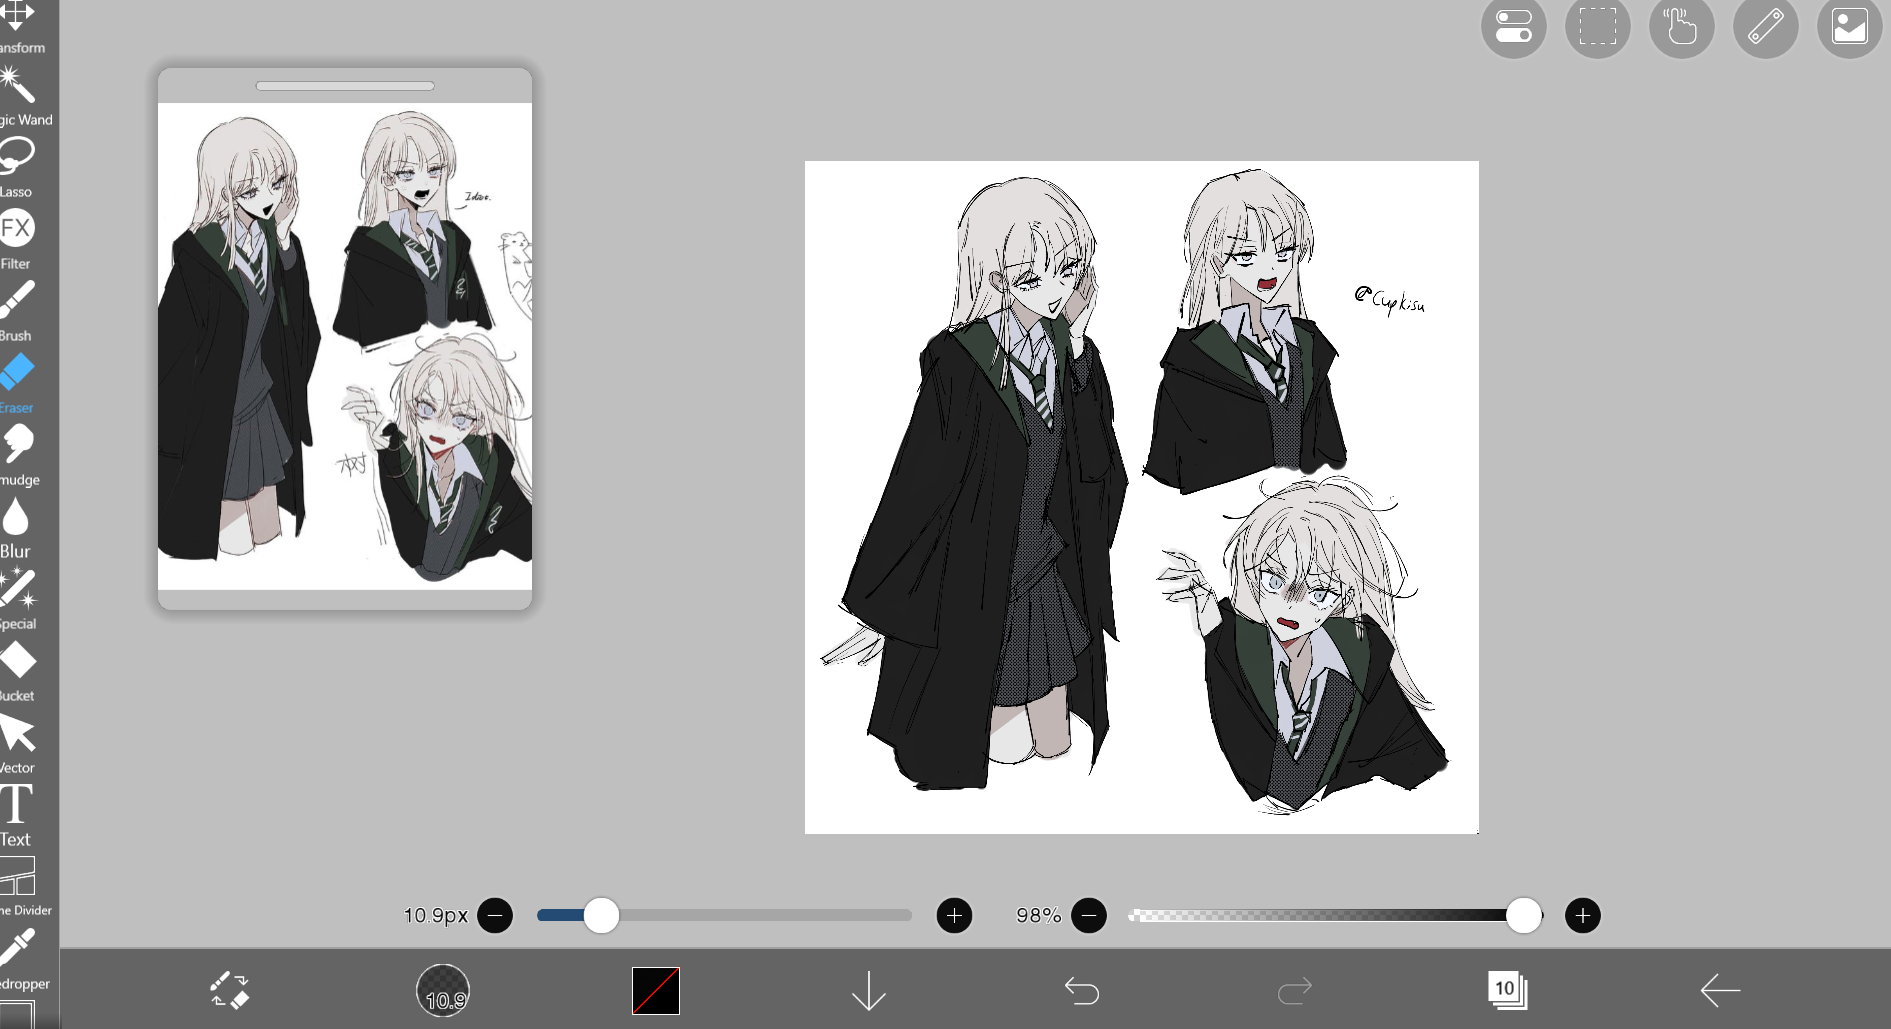 ansform
gic Wand
Lasso
FX
Filter
Brush
Eraser
mudge
Blur
Special
Bucket
Vector
T
Text
ne Divider
edropper
@Cupkisu
10.9px
98%
10.9
10